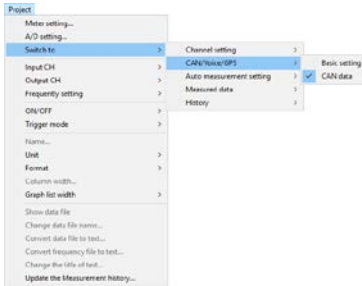 Project
Meter setting...
A/D setting...
Switch to
Input CH
Output CH
Frequently setting
ON/OFF
Trigger mode
Name...
Unit
Format
Column width...
Graph list width
Show data file
Change data file name...
Convert data file to text...
Convert frequency file to text...
Change the title of test...
Update the Measurement history...
Channel setting
CAN/Voice/GPS
Auto measurement setting
Measured data
History
Basic setting
CAN data